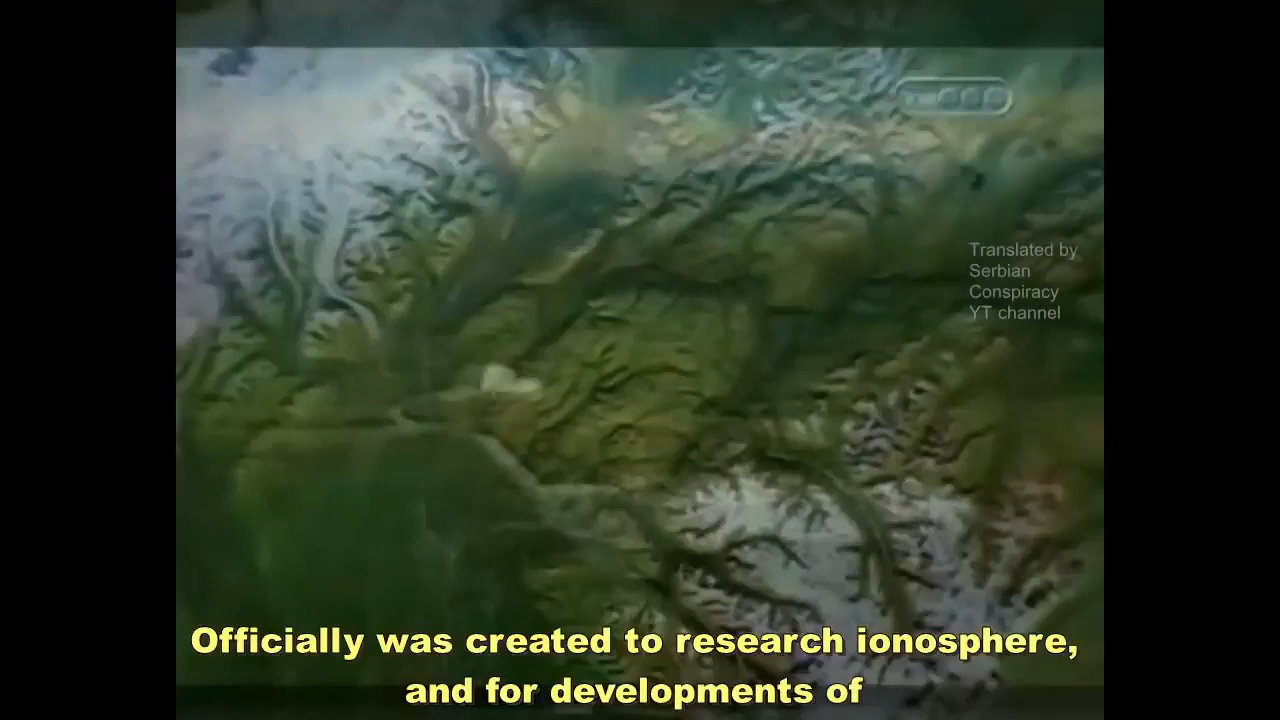 Translated by
Serbian
Conspiracy
YT channel
Officially was created to research ionosphere,
and for developments of